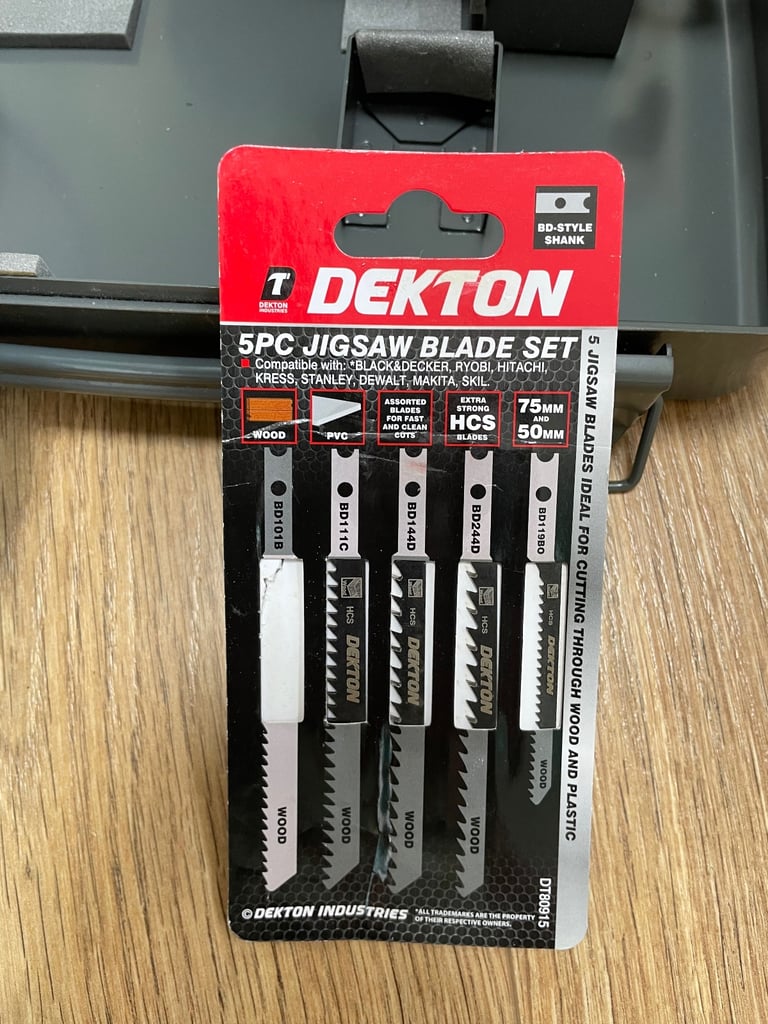 BD-STYLE
SHANK
DEKTON
INDUSTRIES
DEKTON
5PC JIGSAW BLADE SET
Compatible with: *BLACK&DECKER, RYOBI, HITACHI,
KRESS, STANLEY, DEWALT, MAKITA, SKIL.
WOOD
PVC
ASSORTED
BLADES
FOR FAST
AND CLEAN
CUTS
EXTRA
STRONG
HCS
BLADES
75MM
AND
50MM
5 JIGSAW BLADES IDEAL FOR CUTTING THROUGH WOOD AND PLASTIC
BD101B
BD111C
BD144D
BD244D
BD119BO
HCS DEKTON
HCS DEKTON
HCS DEKTON
HCS DEKTON
WOOD
WOOD
WOOD
WOOD
WOOD
DT80915
© DEKTON INDUSTRIES
*ALL TRADEMARKS ARE THE PROPERTY
OF THEIR RESPECTIVE OWNERS.